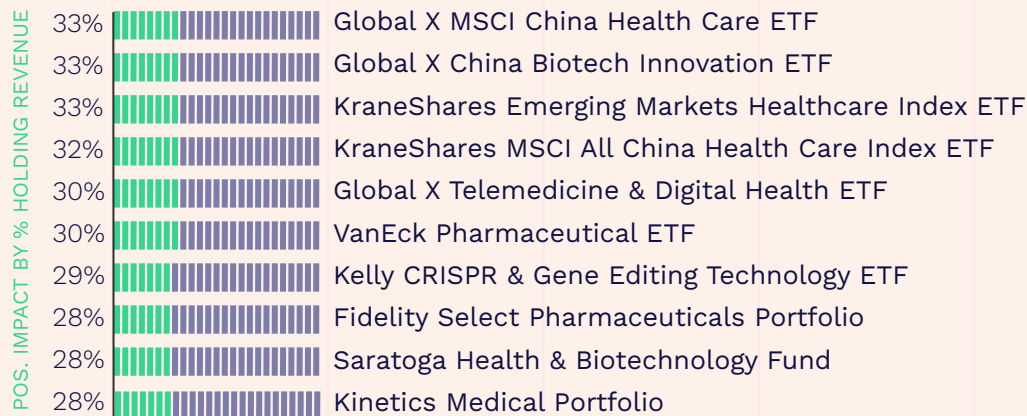 POS. IMPACT BY % HOLDING REVENUE
33% Global X MSCI China Health Care ETF
33% Global X China Biotech Innovation ETF
33% KraneShares Emerging Markets Healthcare Index ETF
32% KraneShares MSCI All China Health Care Index ETF
30% Global X Telemedicine & Digital Health ETF
30% VanEck Pharmaceutical ETF
29% Kelly CRISPR & Gene Editing Technology ETF
28% Fidelity Select Pharmaceuticals Portfolio
28% Saratoga Health & Biotechnology Fund
28% Kinetics Medical Portfolio